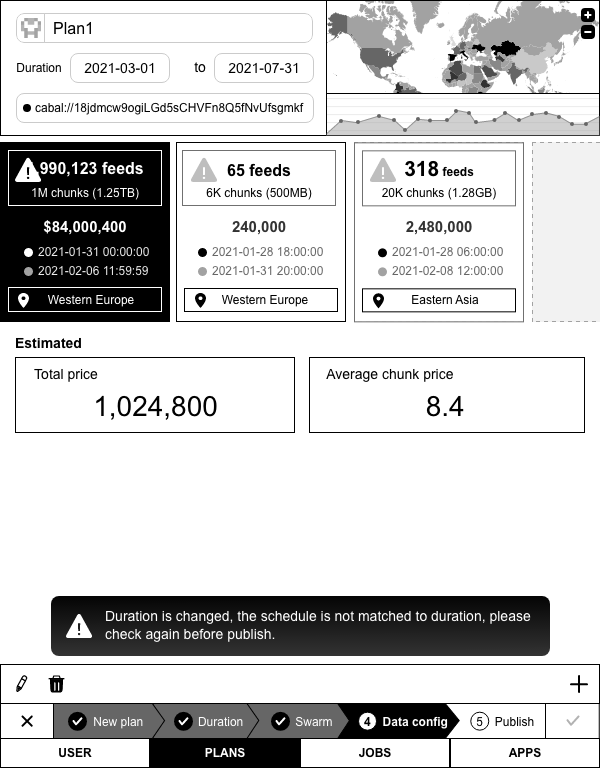 Plan1
Duration 2021-03-01 to 2021-07-31
cabal://18jdmcw9ogiLGd5sCHVFn8Q5fNvUfsgmkf
990,123 feeds
1M chunks (1.25TB)
$84,000,400
2021-01-31 00:00:00
2021-02-06 11:59:59
Western Europe
65 feeds
6K chunks (500MB)
240,000
2021-01-28 18:00:00
2021-01-31 20:00:00
Western Europe
318 feeds
20K chunks (1.28GB)
2,480,000
2021-01-28 06:00:00
2021-02-08 12:00:00
Eastern Asia
Estimated
Total price
1,024,800
Average chunk price
8.4
Duration is changed, the schedule is not matched to duration, please
check again before publish.
New plan Duration Swarm 4 Data config 5 Publish
USER PLANS JOBS APPS